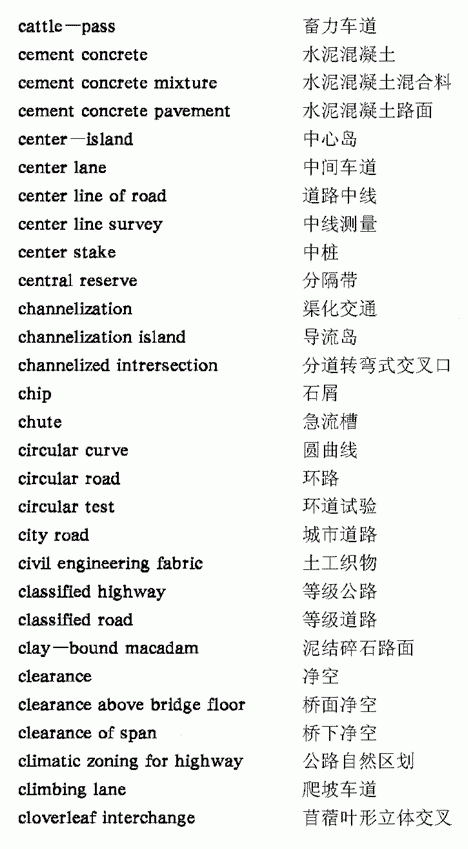 cattle—pass 畜力车道
cement concrete 水泥混凝土
cement concrete mixture 水泥混凝土混合料
cement concrete pavement 水泥混凝土路面
center—island 中心岛
center lane 中间车道
center line of road 道路中线
center line survey 中线测量
center stake 中桩
central reserve 分隔带
channelization 渠化交通
channelization island 导流岛
channelized intrersection 分道转弯式交叉口
chip 石屑
chute 急流槽
circular curve 圆曲线
circular road 环路
circular test 环道试验
city road 城市道路
civil engineering fabric 土工织物
classified highway 等级公路
classified road 等级道路
clay—bound macadam 泥结碎石路面
clearance 净空
clearance above bridge floor 桥面净空
clearance of span 桥下净空
climatic zoning for highway 公路自然区划
climbing lane 爬坡车道
cloverleaf interchange 苜蓿叶形立体交叉